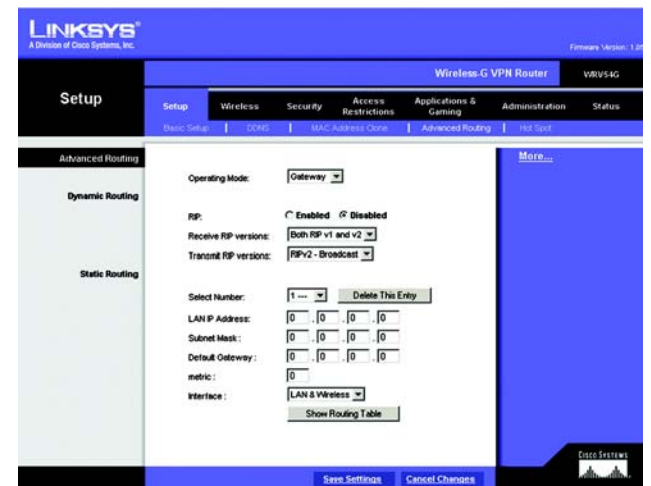 LINKSYS®
A Division of Cisco Systems, Inc.
Firmware Version: 1.05
Wireless-G VPN Router WRV54G
Setup
Setup Wireless Security Access Restrictions Applications & Gaming Administration Status
Basic Setup | DDNS | MAC Address Clone | Advanced Routing | Hot Spot
Advanced Routing
More...
Operating Mode: Gateway
Dynamic Routing
RIP: Enabled Disabled
Receive RIP versions: Both RIP v1 and v2
Transmit RIP versions: RIPv2 - Broadcast
Static Routing
Select Number: 1 --- Delete This Entry
LAN IP Address: 0 . 0 . 0 . 0
Subnet Mask : 0 . 0 . 0 . 0
Default Gateway : 0 . 0 . 0 . 0
metric : 0
Interface : LAN & Wireless
Show Routing Table
Save Settings Cancel Changes
CISCO SYSTEMS